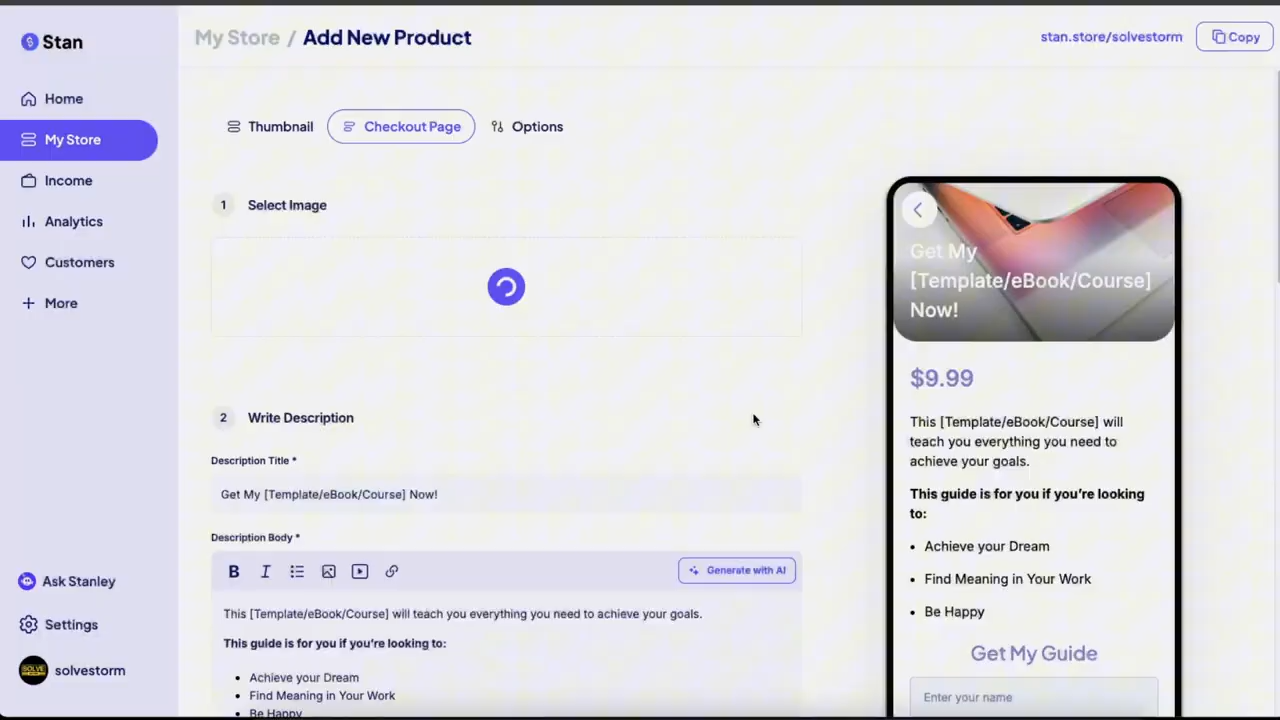 Stan
My Store / Add New Product
stan.store/solvestorm
Copy
Home
My Store
Income
Analytics
Customers
More
Ask Stanley
Settings
solvestorm
Thumbnail
Checkout Page
Options
1 Select Image
2 Write Description
Description Title *
Get My [Template/eBook/Course] Now!
Description Body *
B I
Generate with AI
This [Template/eBook/Course] will teach you everything you need to achieve your goals.
This guide is for you if you're looking to:
• Achieve your Dream
• Find Meaning in Your Work
• Be Happy
Get My
[Template/eBook/Course]
Now!
$9.99
This [Template/eBook/Course] will
teach you everything you need to
achieve your goals.
This guide is for you if you're looking
to:
• Achieve your Dream
• Find Meaning in Your Work
• Be Happy
Get My Guide
Enter your name